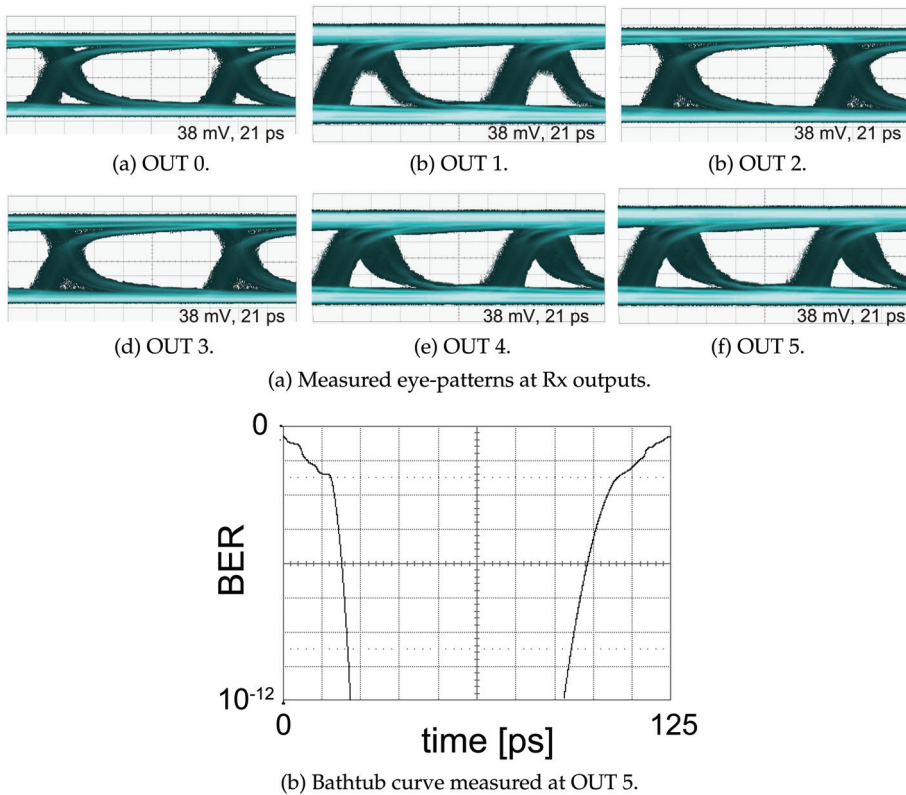 38 mV, 21 ps
38 mV, 21 ps
38 mV, 21 ps
(a) OUT 0.
(b) OUT 1.
(b) OUT 2.
38 mV, 21 ps
38 mV, 21 ps
38 mV, 21 ps
(d) OUT 3.
(e) OUT 4.
(f) OUT 5.
(a) Measured eye-patterns at Rx outputs.
0
BER
10⁻¹²
0
125
time [ps]
(b) Bathtub curve measured at OUT 5.